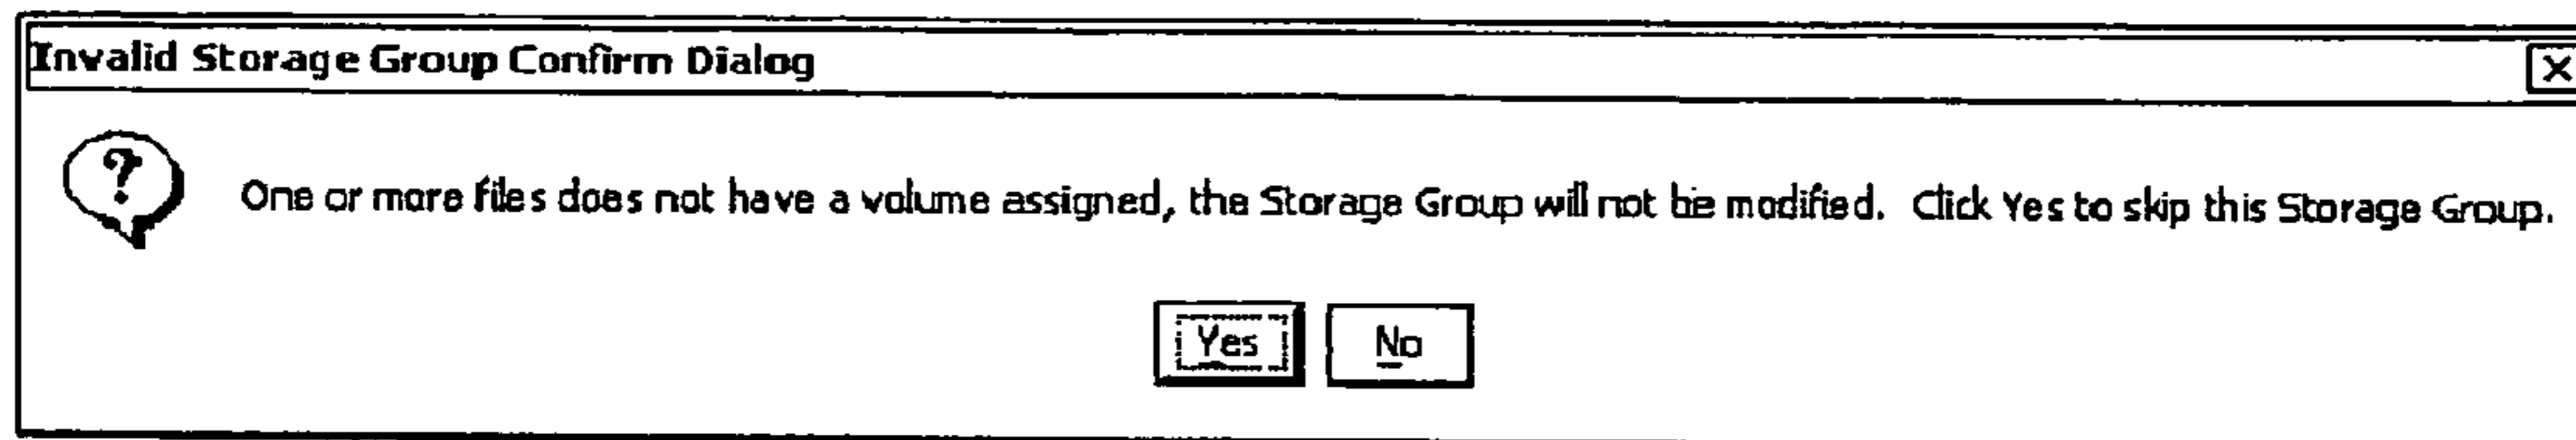 Invalid Storage Group Confirm Dialog
One or more files does not have a volume assigned, the Storage Group will not be modified. Click Yes to skip this Storage Group.
Yes No